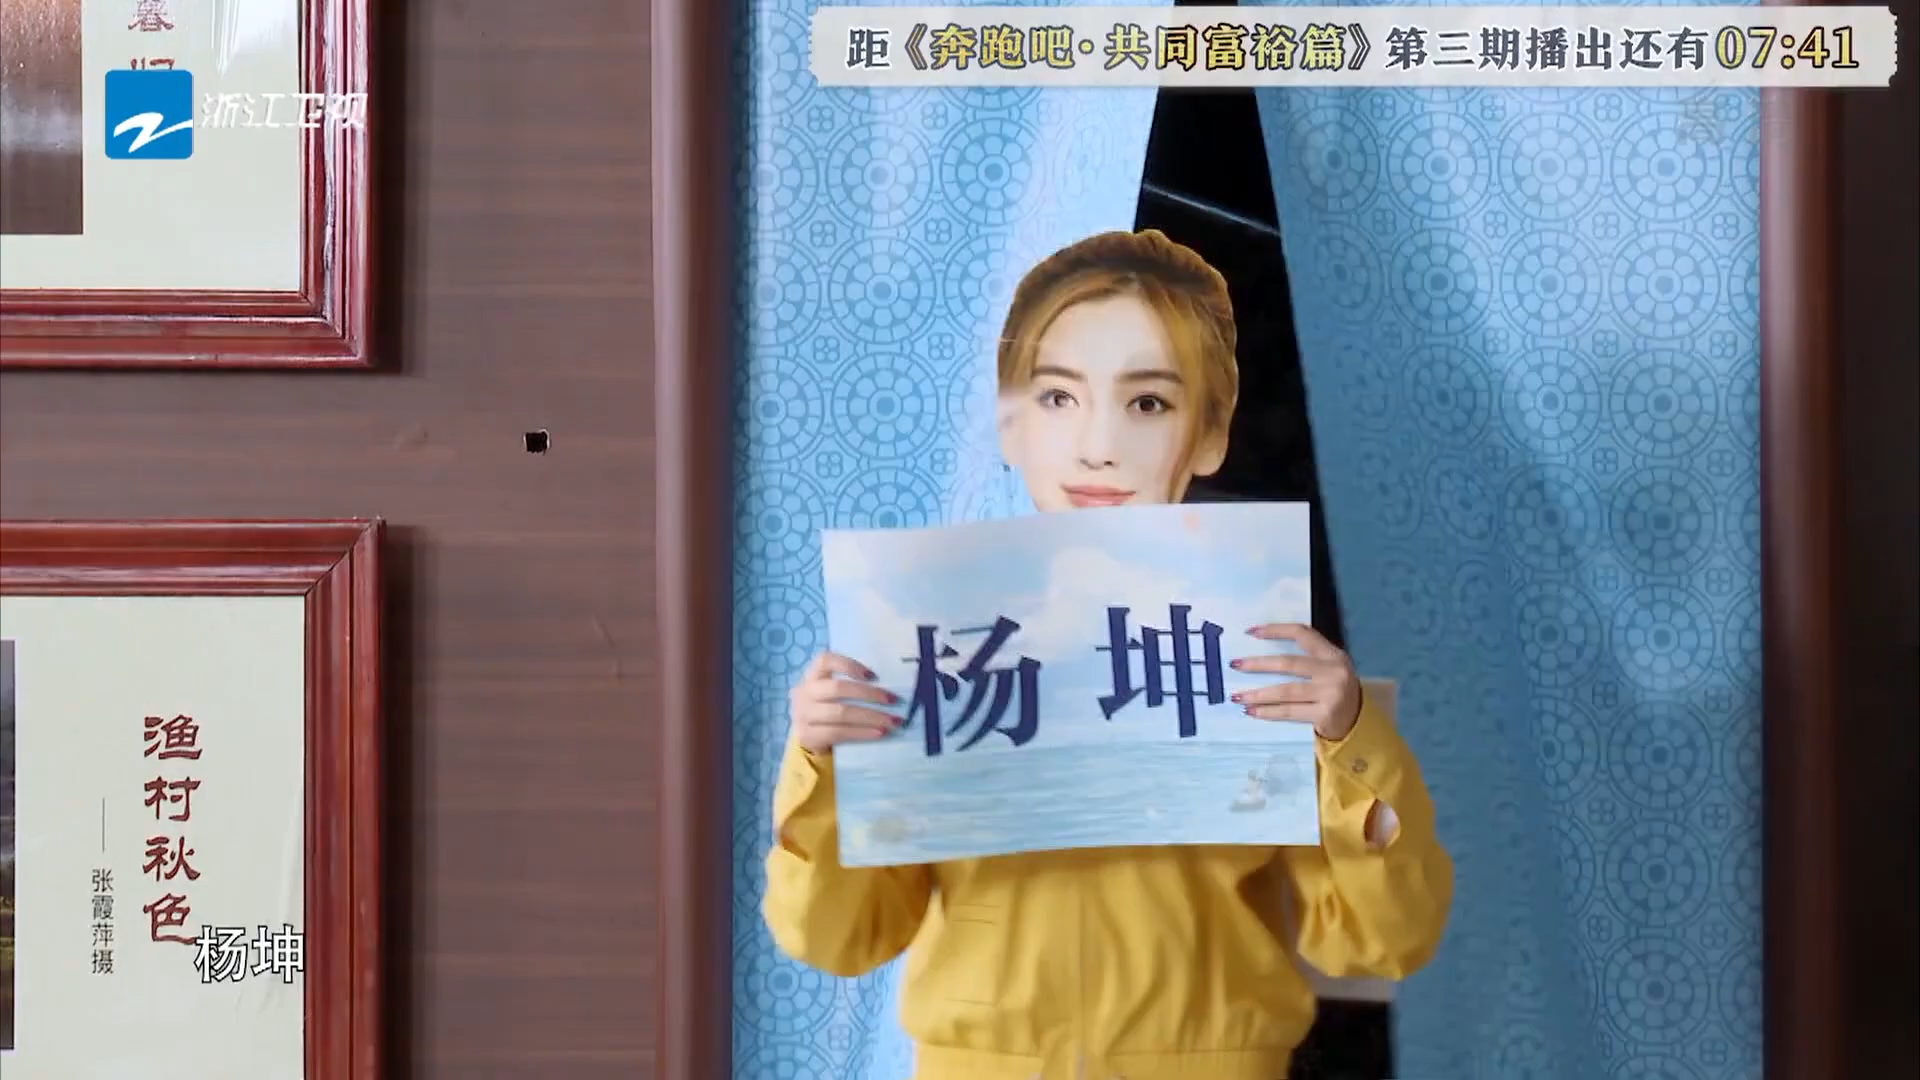 距《奔跑吧·共同富裕篇》第三期播出还有07:41
浙江卫视
杨坤
渔村秋色
——张霞萍摄
杨坤